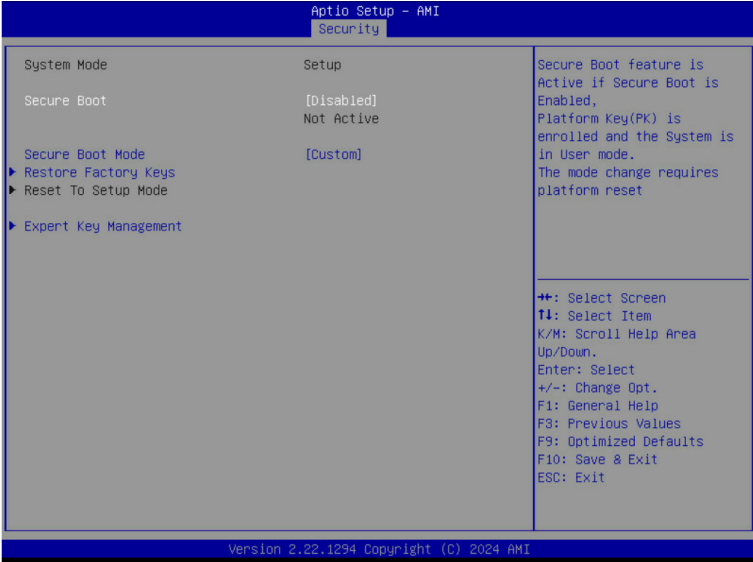 Aptio Setup – AMI
Security
System Mode Setup
Secure Boot [Disabled]
Not Active
Secure Boot Mode [Custom]
Restore Factory Keys
Reset To Setup Mode
Expert Key Management
Secure Boot feature is
Active if Secure Boot is
Enabled,
Platform Key(PK) is
enrolled and the System is
in User mode.
The mode change requires
platform reset
→←: Select Screen
↑↓: Select Item
K/M: Scroll Help Area
Up/Down.
Enter: Select
+/-: Change Opt.
F1: General Help
F3: Previous Values
F9: Optimized Defaults
F10: Save & Exit
ESC: Exit
Version 2.22.1294 Copyright (C) 2024 AMI